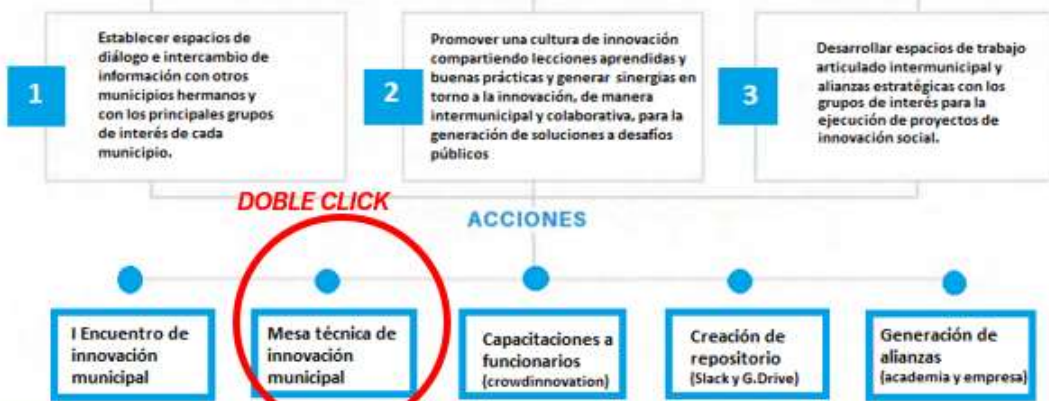 1
Establecer espacios de
diálogo e intercambio de
información con otros
municipios hermanos y
con los principales grupos
de interés de cada
municipio.
2
Promover una cultura de innovación
compartiendo lecciones aprendidas y
buenas prácticas y generar sinergias en
torno a la innovación, de manera
intermunicipal y colaborativa, para la
generación de soluciones a desafíos
públicos
3
Desarrollar espacios de trabajo
articulado intermunicipal y
alianzas estratégicas con los
grupos de interés para la
ejecución de proyectos de
innovación social.
DOBLE CLICK
ACCIONES
I Encuentro de
innovación
municipal
Mesa técnica de
innovación
municipal
Capacitaciones a
funcionarios
(crowdinnovation)
Creación de
repositorio
(Slack y G.Drive)
Generación de
alianzas
(academia y empresa)